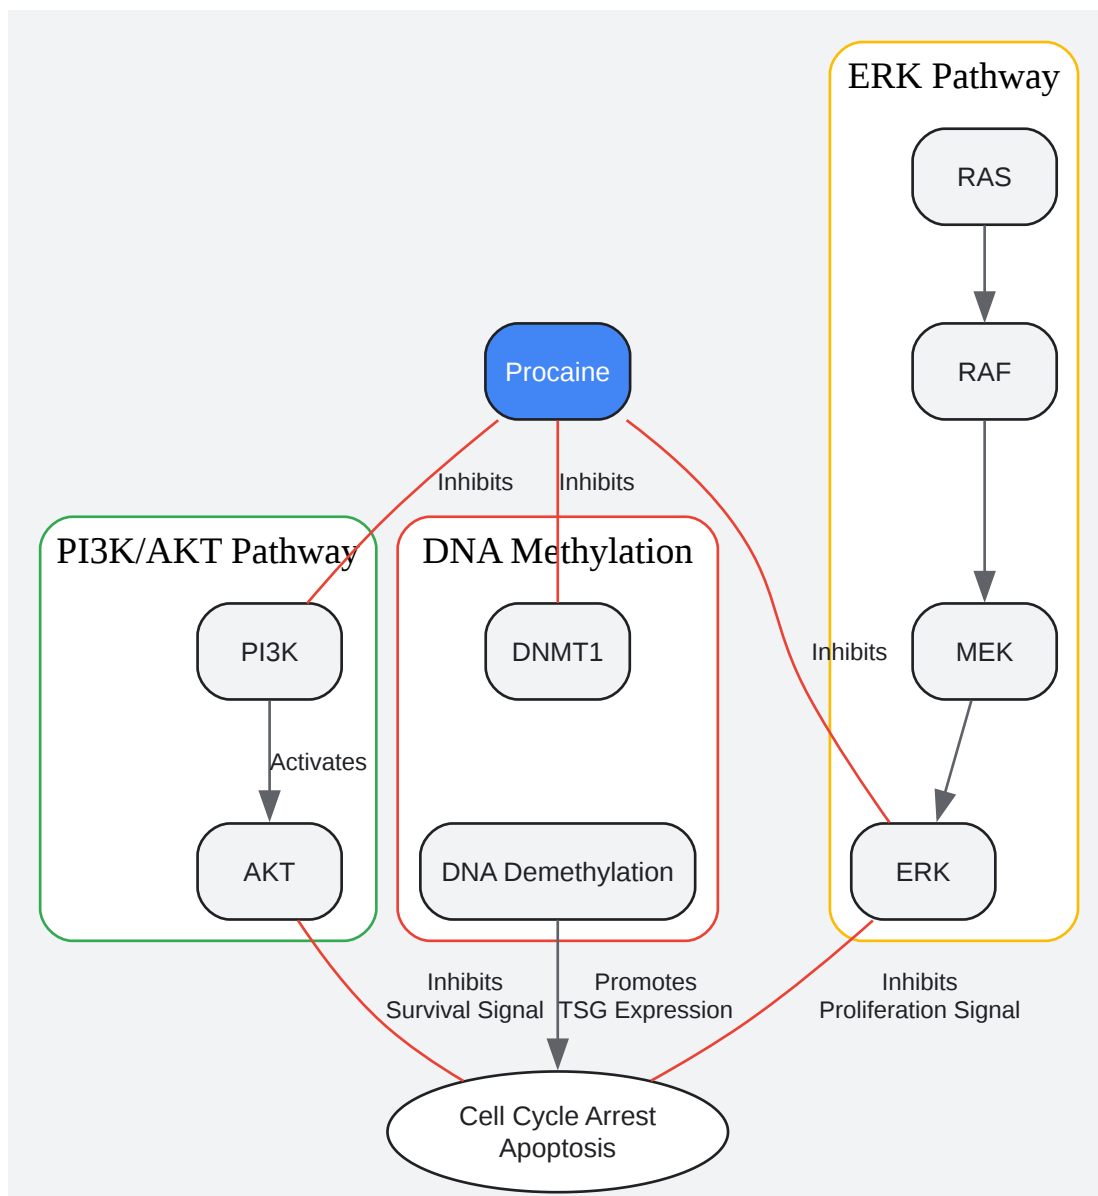 ERK Pathway
RAS
Procaine
RAF
Inhibits
Inhibits
PI3K/AKT Pathway
DNA Methylation
PI3K
DNMT1
Inhibits
MEK
Activates
AKT
DNA Demethylation
ERK
Inhibits
Survival Signal
Promotes
TSG Expression
Inhibits
Proliferation Signal
Cell Cycle Arrest
Apoptosis